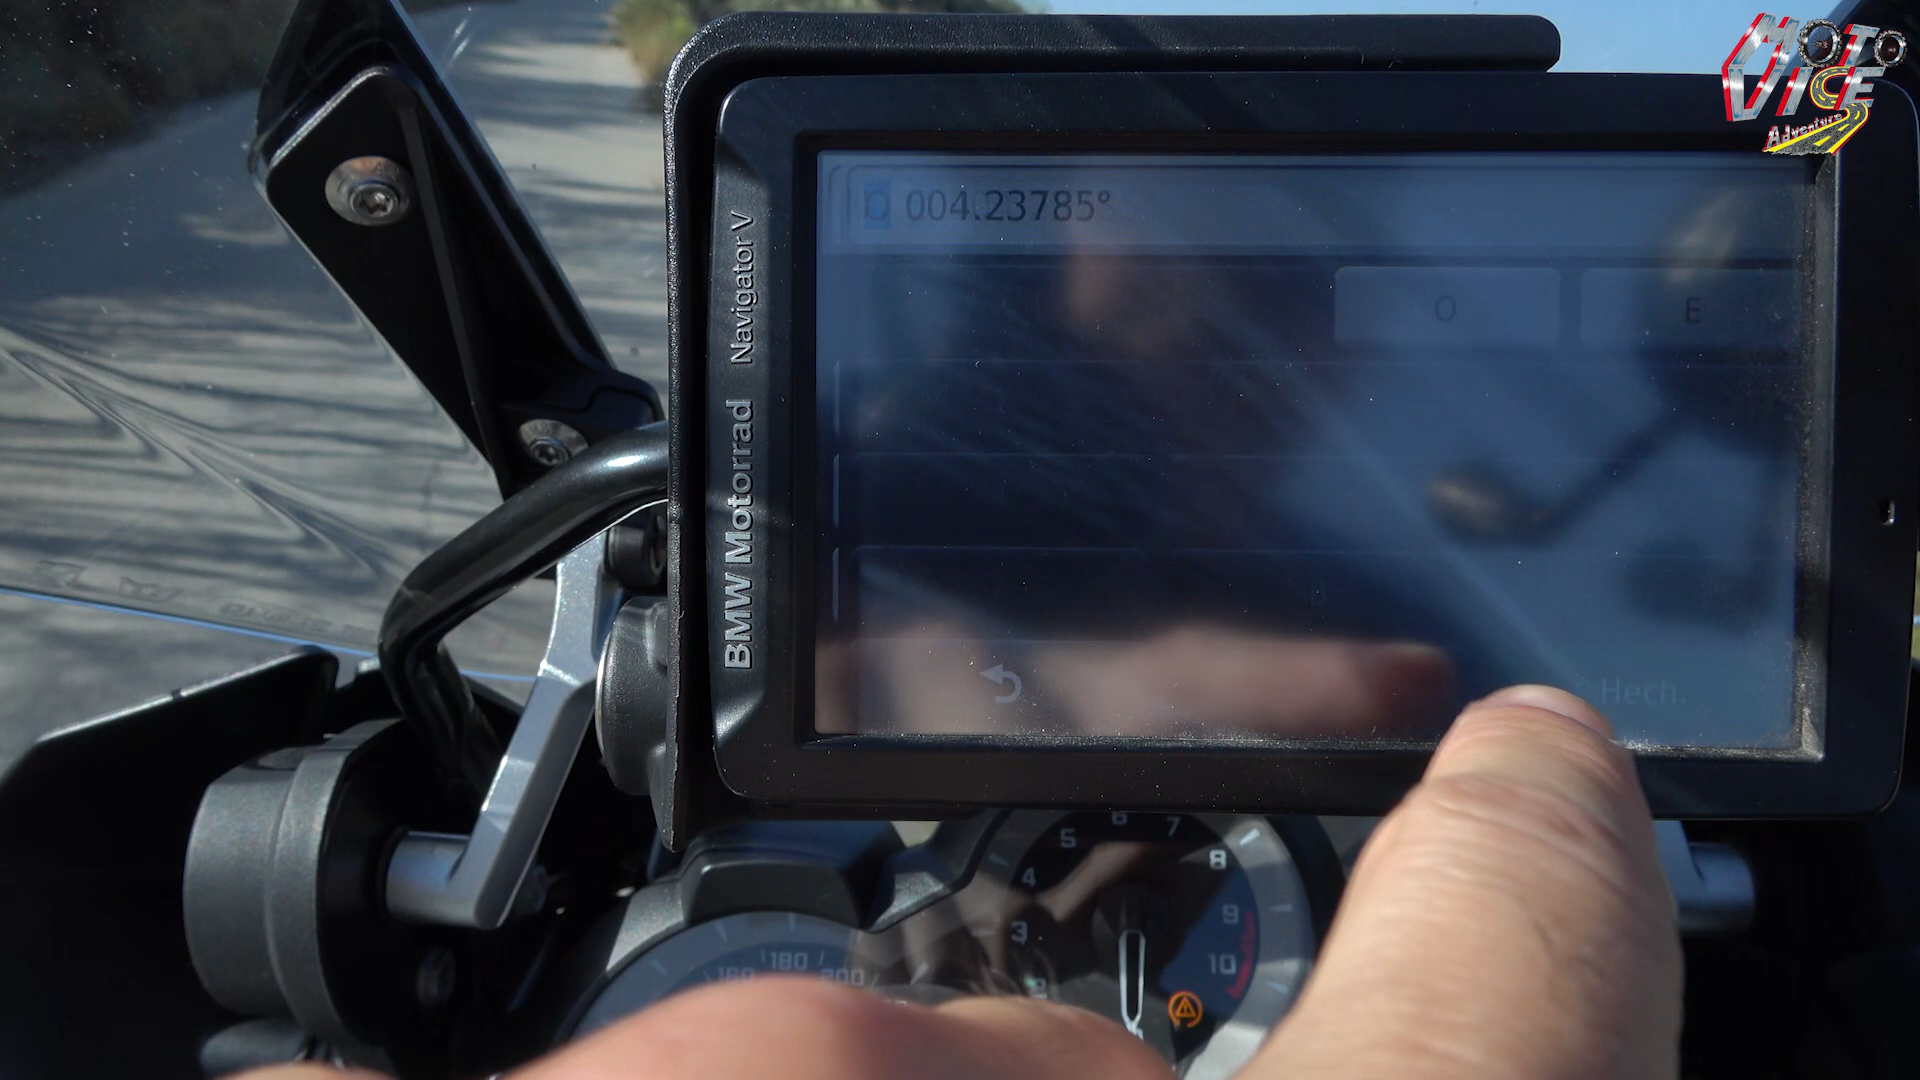 MOTO
VICE
Adventure
O 004.23785°
O E
Hech.
BMW Motorrad Navigator V
3 4 5 6 7 8 9 10
160 180 200